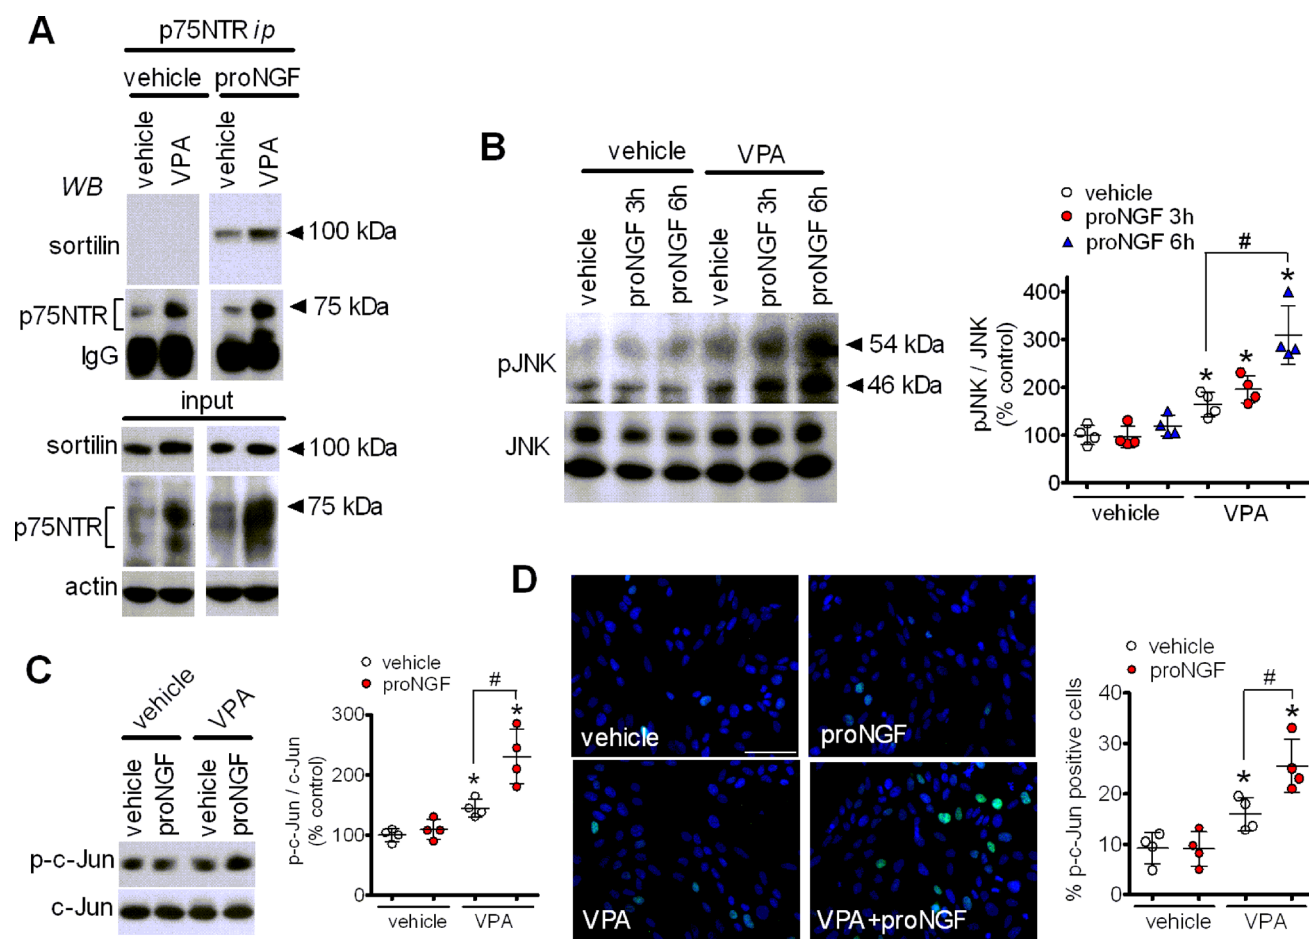 A
p75NTR ip
vehicle proNGF
vehicle VPA vehicle VPA
WB
sortilin 100 kDa
p75NTR 75 kDa
IgG
input
sortilin 100 kDa
p75NTR 75 kDa
actin
B
vehicle VPA
vehicle proNGF 3h proNGF 6h vehicle proNGF 3h proNGF 6h
pJNK 54 kDa
46 kDa
JNK
vehicle
proNGF 3h
proNGF 6h
pJNK / JNK
(% control)
400
300
200
100
0
# * * *
vehicle VPA
C
vehicle VPA
vehicle proNGF vehicle proNGF
p-c-Jun
c-Jun
vehicle
proNGF
p-c-Jun / c-Jun
(% control)
300
200
100
0
# * *
vehicle VPA
D
vehicle proNGF
VPA VPA+proNGF
vehicle
proNGF
% p-c-Jun positive cells
40
30
20
10
0
# * *
vehicle VPA